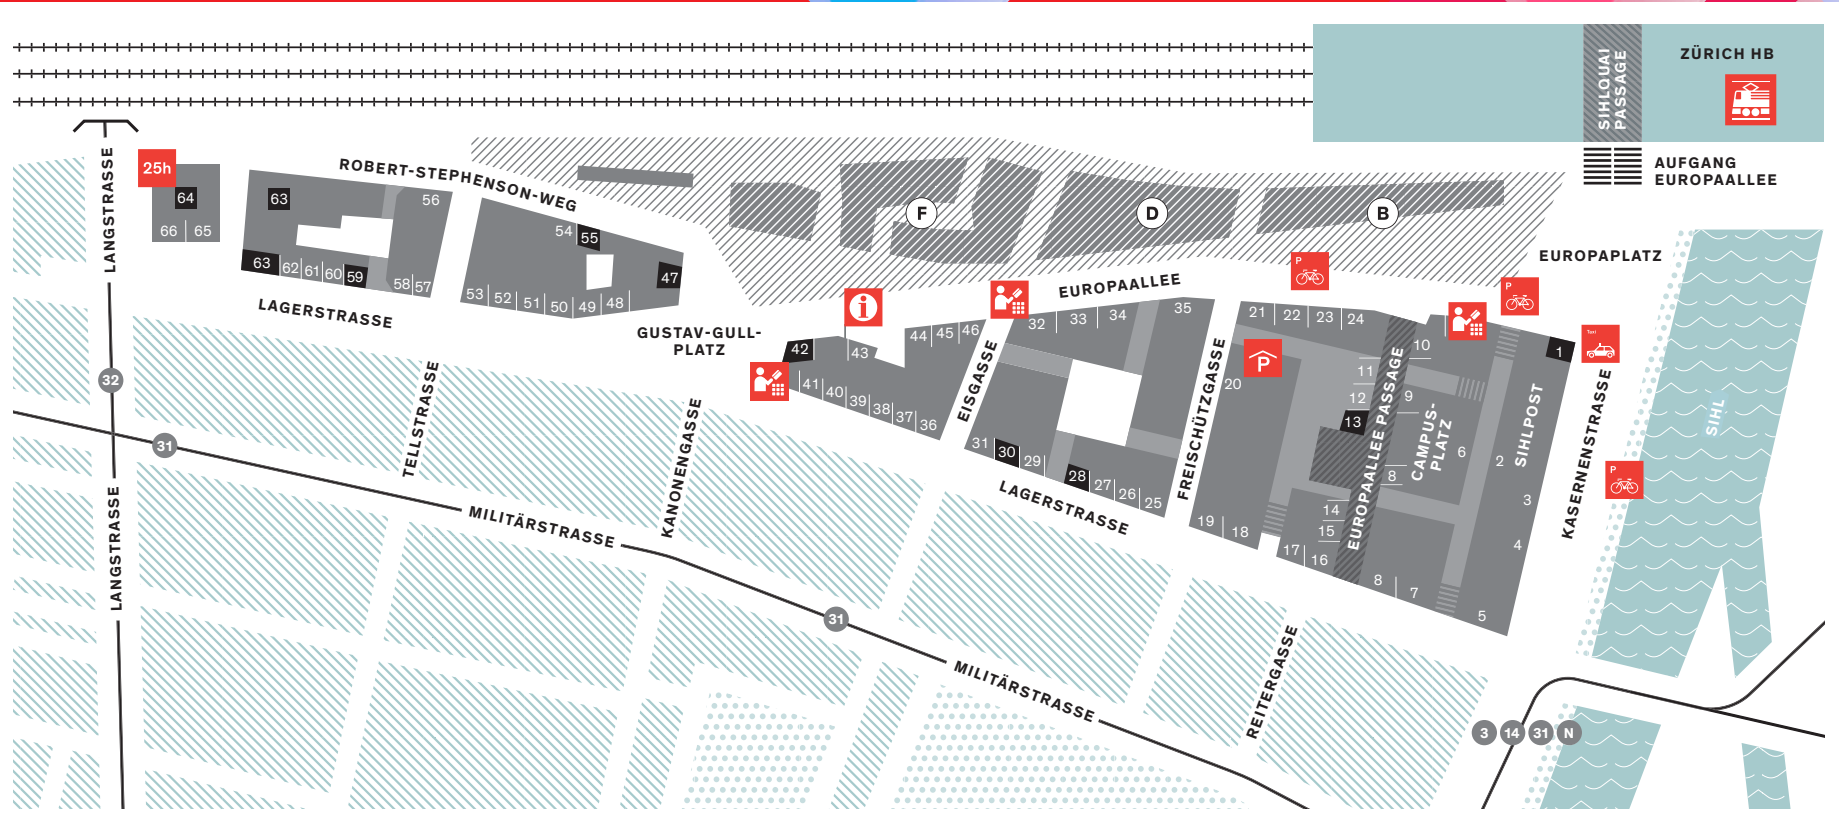 SIHLQUAI
PASSAGE
ZÜRICH HB
AUFGANG
EUROPAALLEE
LANGSTRASSE
25h
64
66
65
ROBERT-STEPHENSON-WEG
63
56
63
62
61
60
59
58
57
LAGERSTRASSE
54
55
47
53
52
51
50
49
48
GUSTAV-GULL-
PLATZ
F
D
B
EUROPAALLEE
EUROPAPLATZ
P
P
Taxi
P
i
42
43
44
45
46
41
40
39
38
37
36
EISGASSE
32
33
34
35
31
30
29
28
27
26
25
LAGERSTRASSE
FREISCHÜTZGASSE
21
22
23
24
P
20
19
18
17
16
15
14
13
12
11
10
9
8
8
7
6
5
4
3
2
1
EUROPAALLEE PASSAGE
CAMPUS-
PLATZ
SIHLPOST
KASERNENSTRASSE
SIHL
32
31
TELLSTRASSE
KANONENGASSE
LANGSTRASSE
MILITÄRSTRASSE
31
MILITÄRSTRASSE
REITERGASSE
3
14
31
N